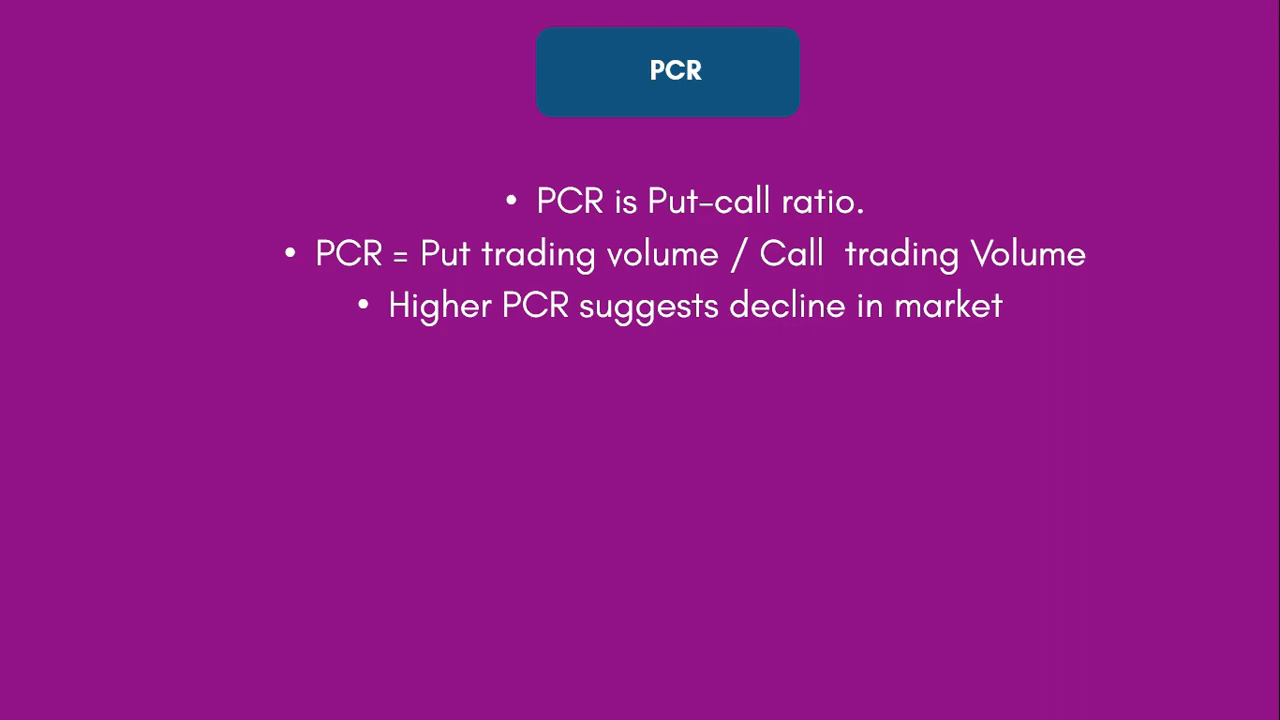 PCR
• PCR is Put-call ratio.
• PCR = Put trading volume / Call  trading Volume
• Higher PCR suggests decline in market